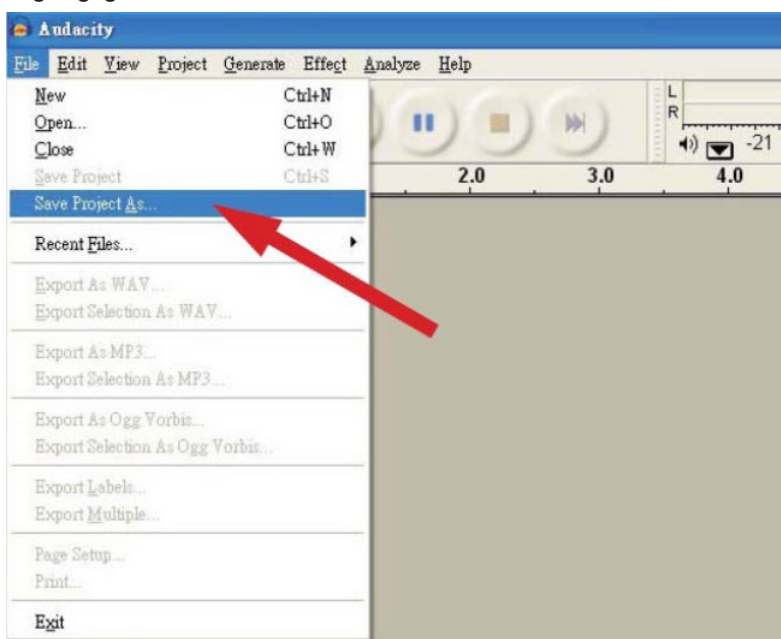 Audacity
File Edit View Project Generate Effect Analyze Help
New Ctrl+N
Open... Ctrl+O
Close Ctrl+W
Save Project Ctrl+S
Save Project As...
Recent Files...
Export As WAV...
Export Selection As WAV...
Export As MP3...
Export Selection As MP3...
Export As Ogg Vorbis...
Export Selection As Ogg Vorbis...
Export Labels...
Export Multiple...
Page Setup...
Print...
Exit
L
R
-21
2.0 3.0 4.0